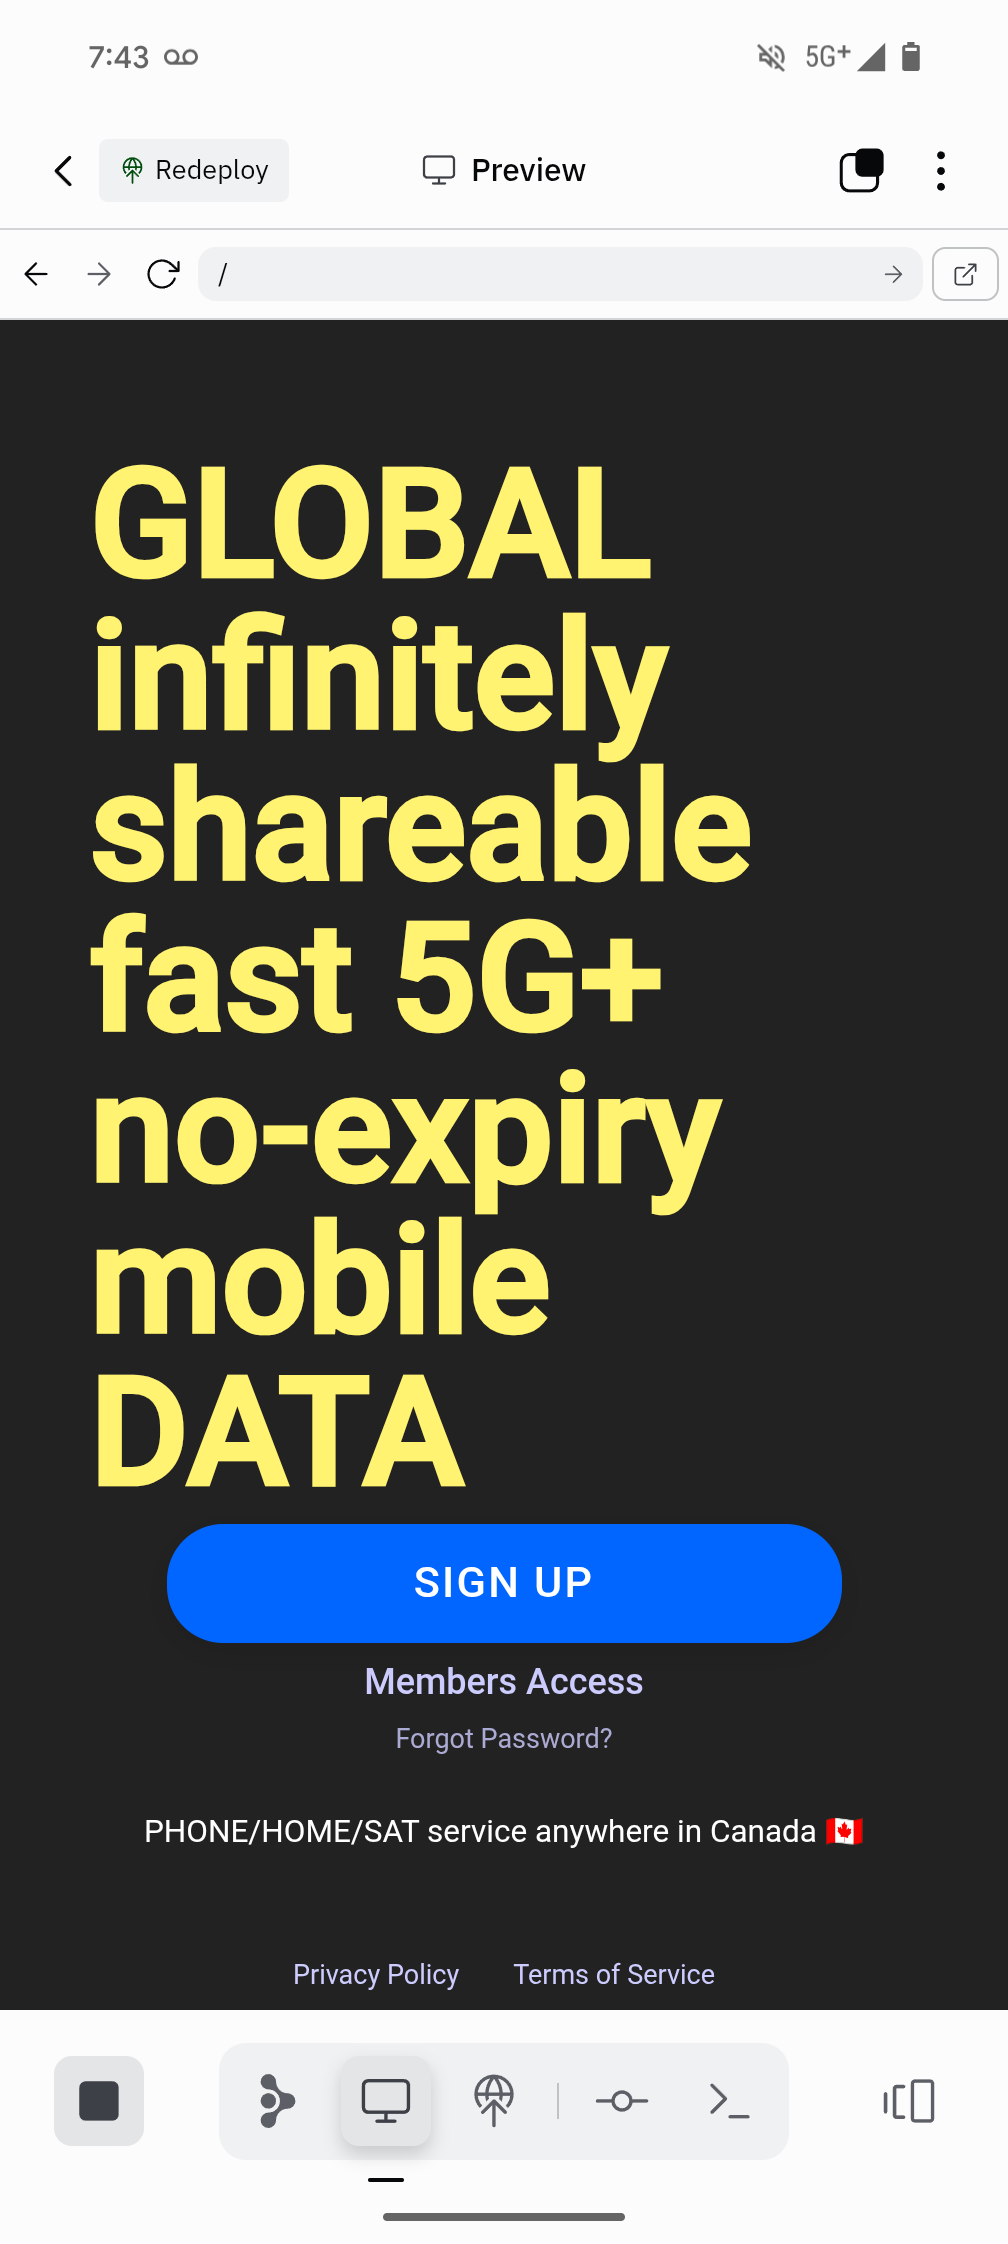 7:43
5G+
Redeploy
Preview
/
GLOBAL
infinitely
shareable
fast 5G+
no-expiry
mobile
DATA
SIGN UP
Members Access
Forgot Password?
PHONE/HOME/SAT service anywhere in Canada 🇨🇦
Privacy Policy Terms of Service